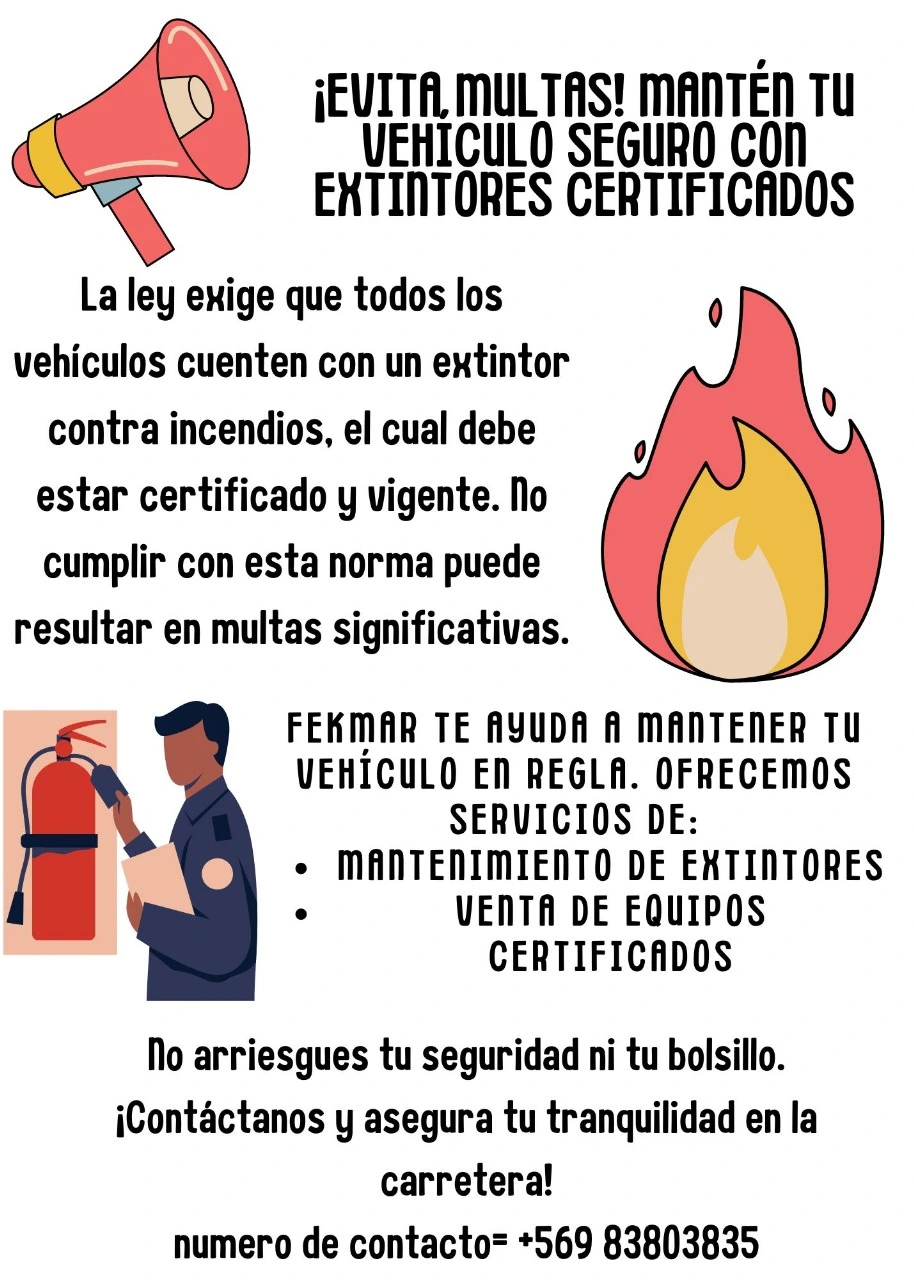 ¡EVITA MULTAS! MANTÉN TU
VEHÍCULO SEGURO CON
EXTINTORES CERTIFICADOS
La ley exige que todos los
vehículos cuenten con un extintor
contra incendios, el cual debe
estar certificado y vigente. No
cumplir con esta norma puede
resultar en multas significativas.
FEKMAR TE AYUDA A MANTENER TU
VEHÍCULO EN REGLA. OFRECEMOS
SERVICIOS DE:
• MANTENIMIENTO DE EXTINTORES
• VENTA DE EQUIPOS
CERTIFICADOS
No arriesgues tu seguridad ni tu bolsillo.
¡Contáctanos y asegura tu tranquilidad en la
carretera!
numero de contacto= +569 83803835